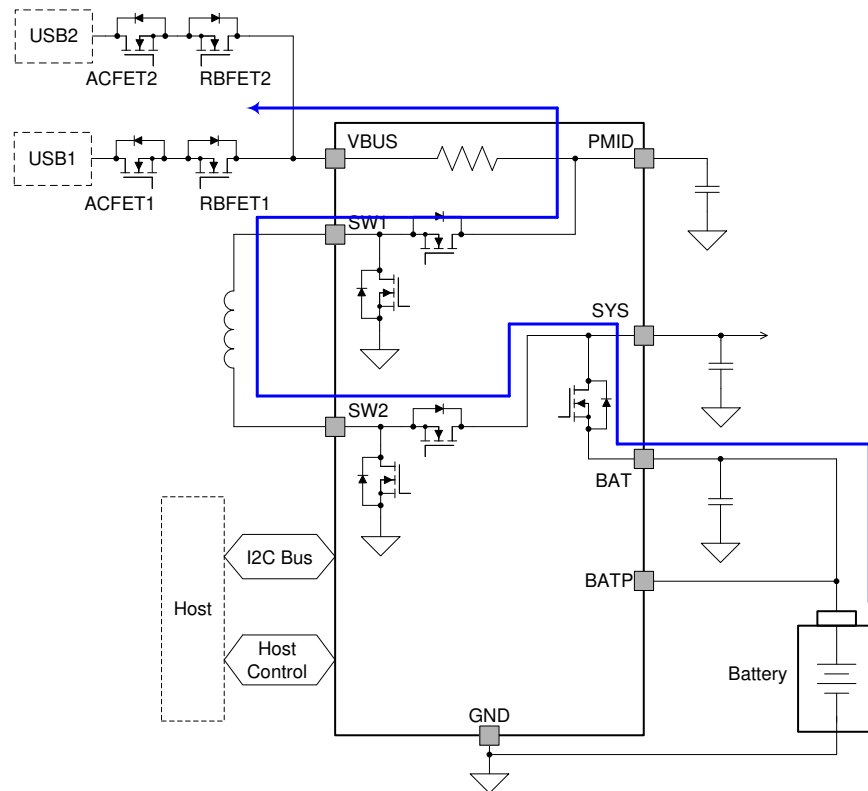 USB2
ACFET2
RBFET2
USB1
ACFET1
RBFET1
VBUS
PMID
SW1
SYS
SW2
BAT
I2C Bus
BATP
Host
Host
Control
Battery
GND